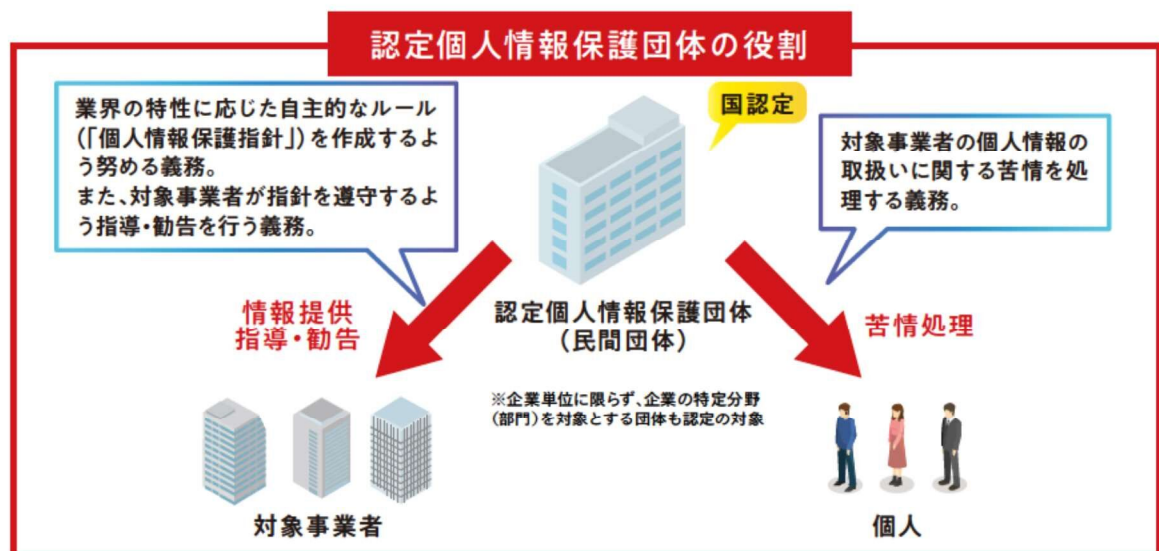 認定個人情報保護団体の役割
業界の特性に応じた自主的なルール
(「個人情報保護指針」)を作成するよ
う努める義務。
また、対象事業者が指針を遵守するよ
う指導・勧告を行う義務。
国認定
対象事業者の個人情報の
取扱いに関する苦情を処
理する義務。
情報提供
指導・勧告
認定個人情報保護団体
(民間団体)
苦情処理
※企業単位に限らず、企業の特定分野
(部門)を対象とする団体も認定の対象
対象事業者
個人